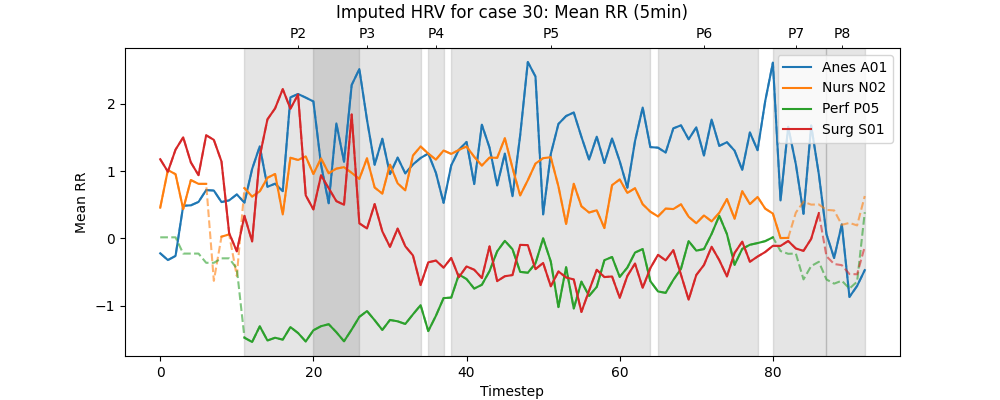 Imputed HRV for case 30: Mean RR (5min)
P2 P3 P4 P5 P6 P7 P8
Anes A01
Nurs N02
Perf P05
Surg S01
2
1
0
−1
Mean RR
0 20 40 60 80
Timestep